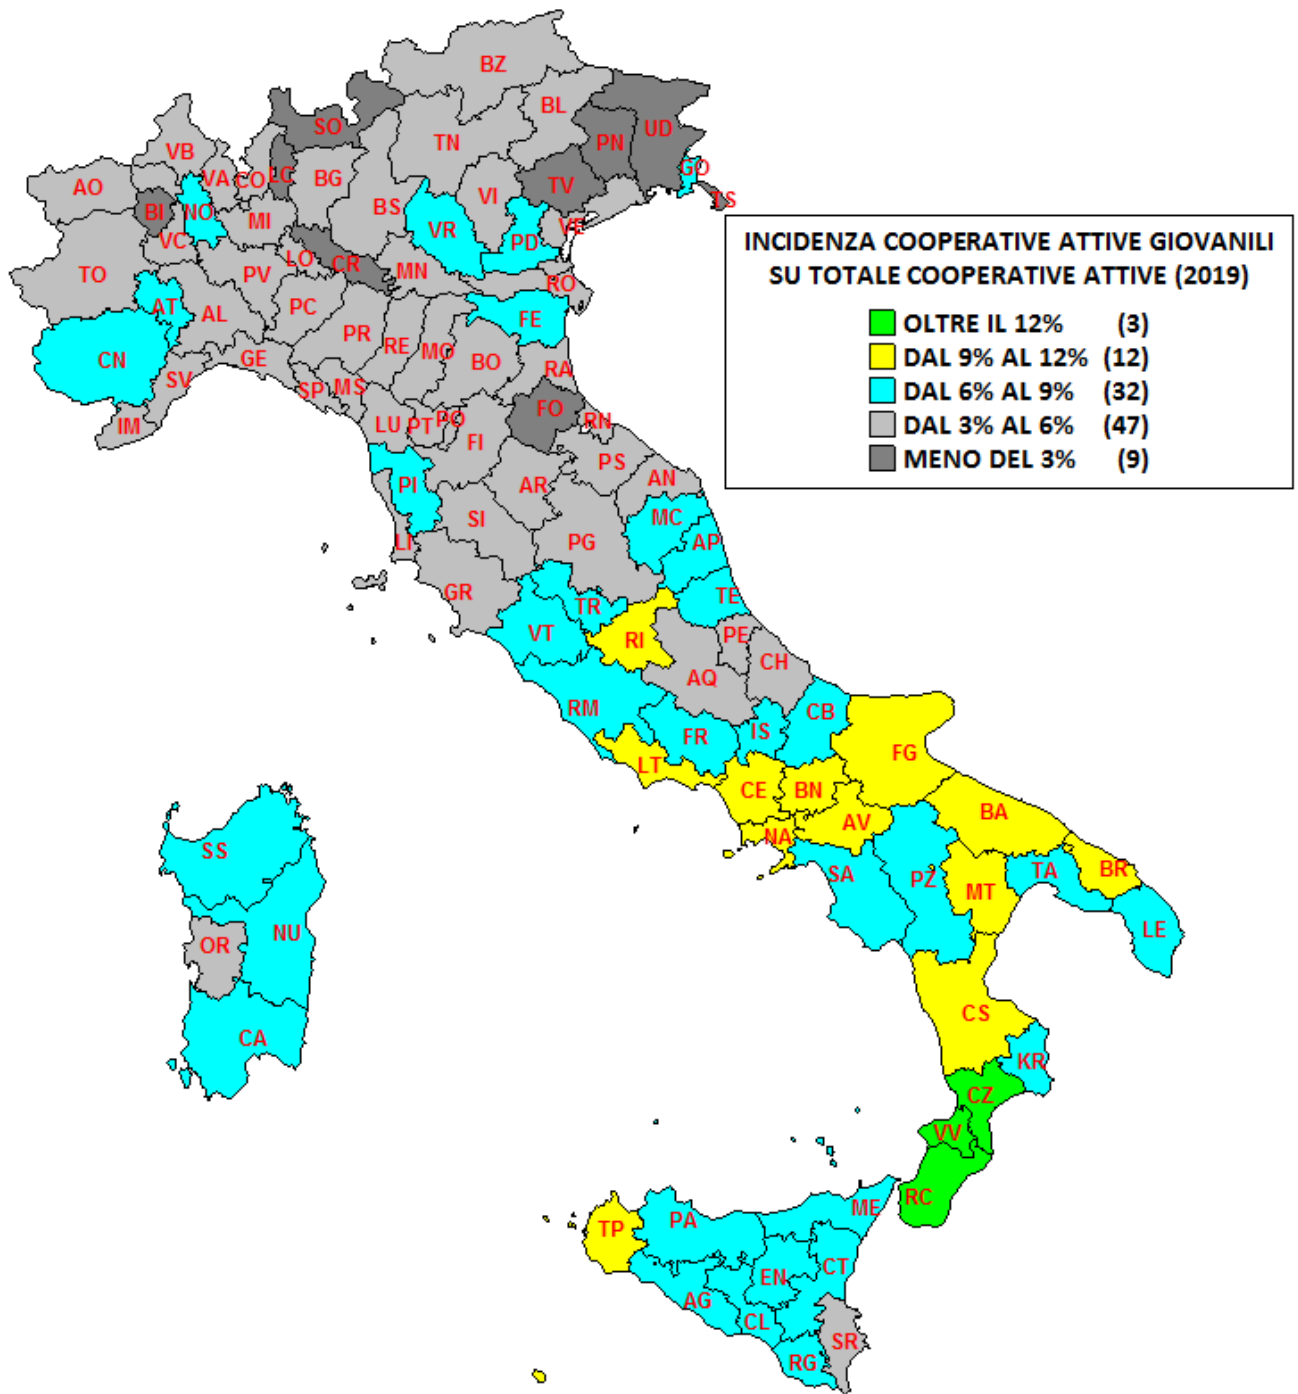 BZ
BL
SO
PN
UD
TN
VB
GO
AO
VA
CO
LC
BG
VI
TV
TS
BI
NO
MI
BS
VR
PD
VE
VC
LO
CR
TO
PV
MN
RO
AT
AL
PC
FE
CN
PR
RE
MO
BO
GE
RA
SV
SP
MS
FO
IM
LU
PT
PO
RN
FI
PS
PI
AR
AN
SI
MC
LI
PG
AP
GR
TR
TE
VT
RI
PE
CH
AQ
RM
CB
FR
IS
LT
FG
CE
BN
BA
AV
NA
SS
SA
PZ
MT
TA
BR
NU
LE
OR
CS
CA
KR
CZ
VV
RC
ME
TP
PA
CT
EN
AG
CL
SR
RG
INCIDENZA COOPERATIVE ATTIVE GIOVANILI
SU TOTALE COOPERATIVE ATTIVE (2019)
OLTRE IL 12% (3)
DAL 9% AL 12% (12)
DAL 6% AL 9% (32)
DAL 3% AL 6% (47)
MENO DEL 3% (9)